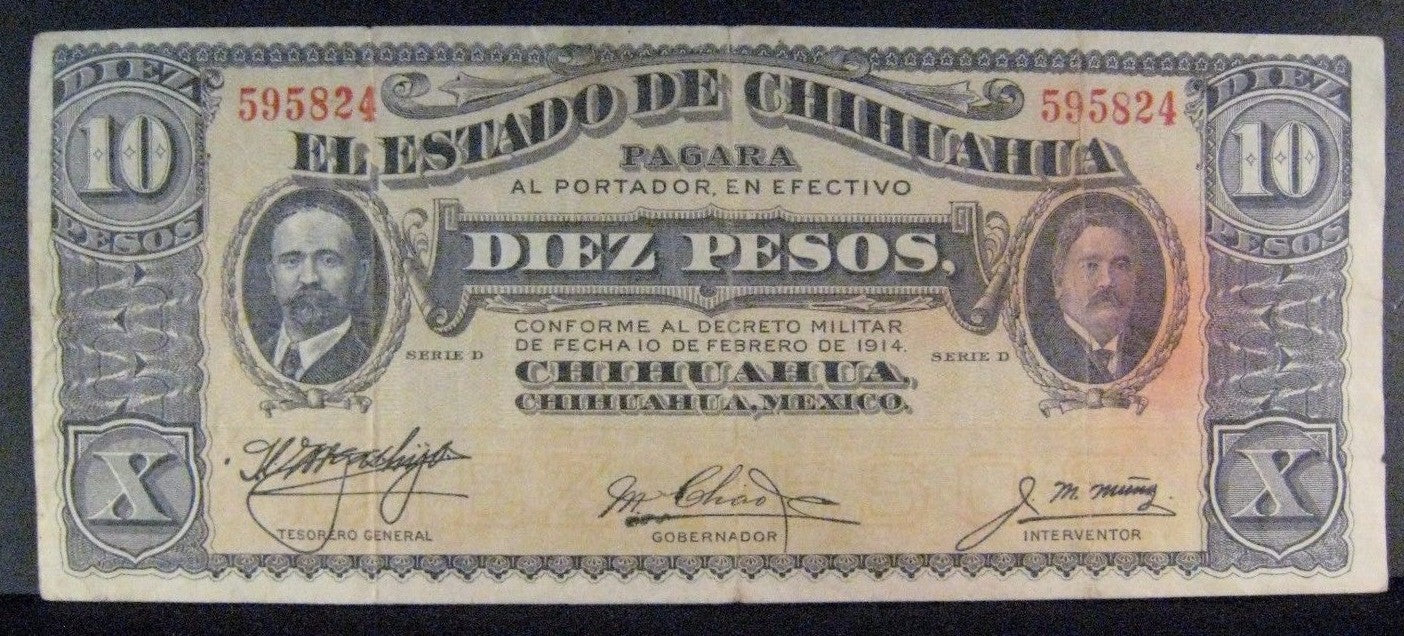 DIEZ
10
PESOS
595824
EL ESTADO DE CHIHUAHUA
595824
DIEZ
10
PESOS
PAGARA
AL PORTADOR, EN EFECTIVO
DIEZ PESOS,
CONFORME AL DECRETO MILITAR
DE FECHA 10 DE FEBRERO DE 1914.
SERIE D
SERIE D
CHIHUAHUA,
CHIHUAHUA, MEXICO.
X
X
M Chao
J. M. Muñz
TESORERO GENERAL
GOBERNADOR
INTERVENTOR